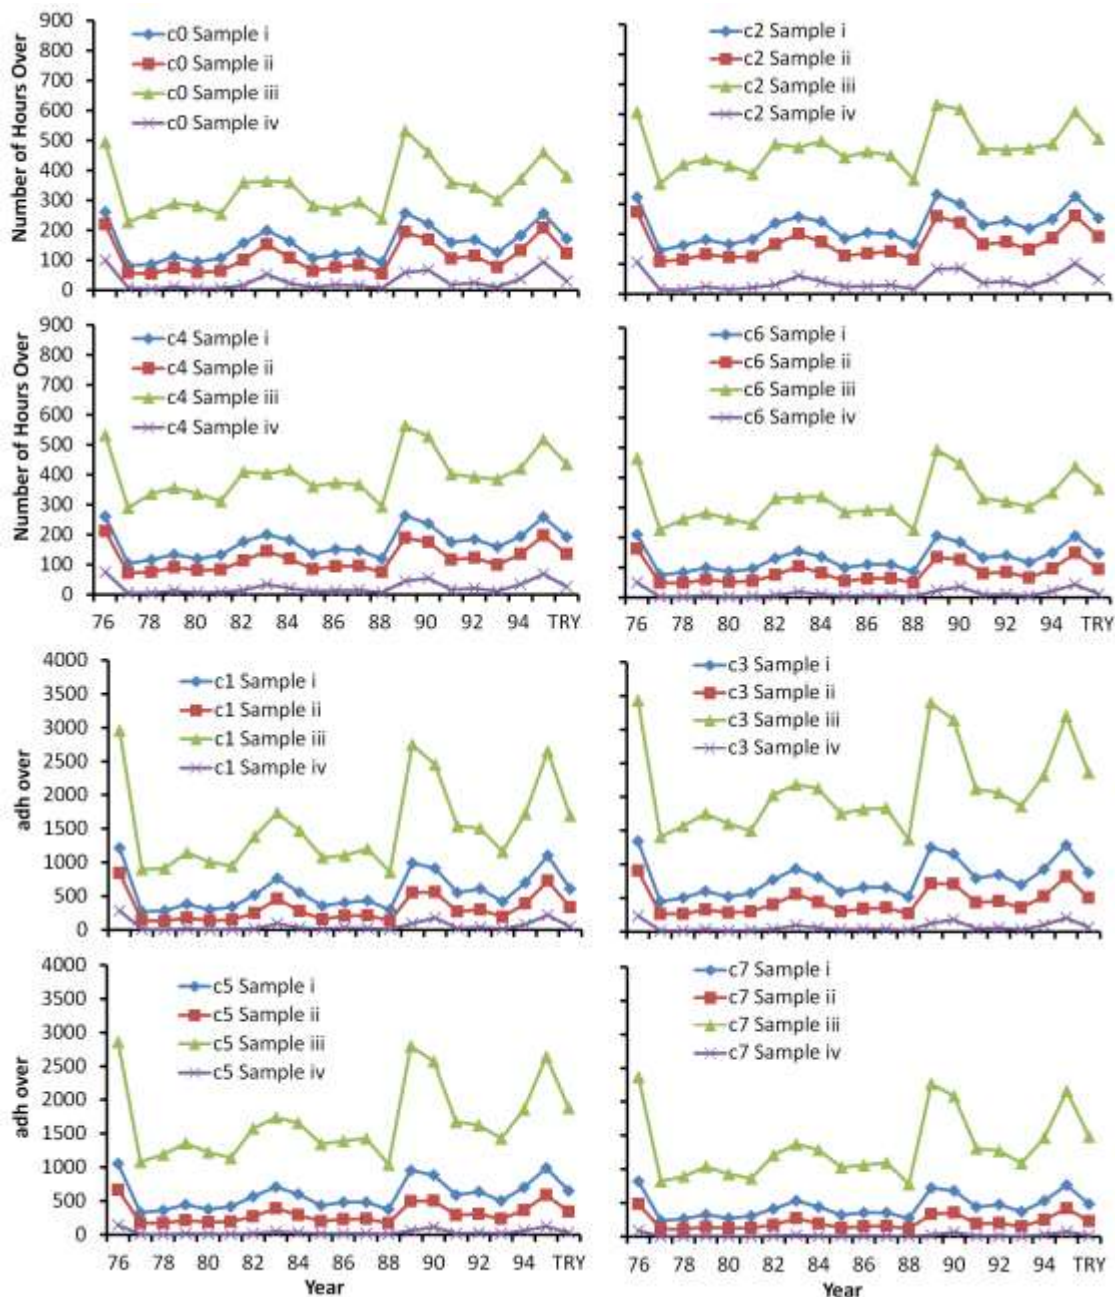 900
800
700
600
500
400
300
200
100
0
Number of Hours Over
c0 Sample i
c0 Sample ii
c0 Sample iii
c0 Sample iv
c2 Sample i
c2 Sample ii
c2 Sample iii
c2 Sample iv
900
800
700
600
500
400
300
200
100
0
Number of Hours Over
c4 Sample i
c4 Sample ii
c4 Sample iii
c4 Sample iv
76 78 80 82 84 86 88 90 92 94 TRY
c6 Sample i
c6 Sample ii
c6 Sample iii
c6 Sample iv
76 78 80 82 84 86 88 90 92 94 TRY
4000
3500
3000
2500
2000
1500
1000
500
0
adh over
c1 Sample i
c1 Sample ii
c1 Sample iii
c1 Sample iv
c3 Sample i
c3 Sample ii
c3 Sample iii
c3 Sample iv
4000
3500
3000
2500
2000
1500
1000
500
0
adh over
c5 Sample i
c5 Sample ii
c5 Sample iii
c5 Sample iv
76 78 80 82 84 86 88 90 92 94 TRY
Year
c7 Sample i
c7 Sample ii
c7 Sample iii
c7 Sample iv
76 78 80 82 84 86 88 90 92 94 TRY
Year